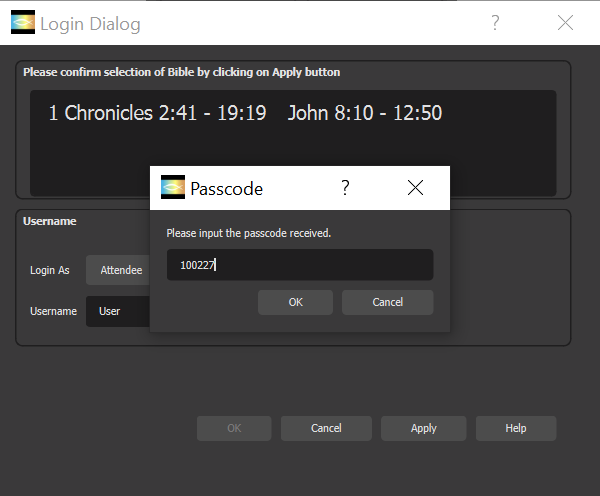 Login Dialog ?
Please confirm selection of Bible by clicking on Apply button
1 Chronicles 2:41 - 19:19 John 8:10 - 12:50
Passcode ?
Please input the passcode received.
100227
OK Cancel
Username
Login As Attendee
Username User
OK Cancel Apply Help